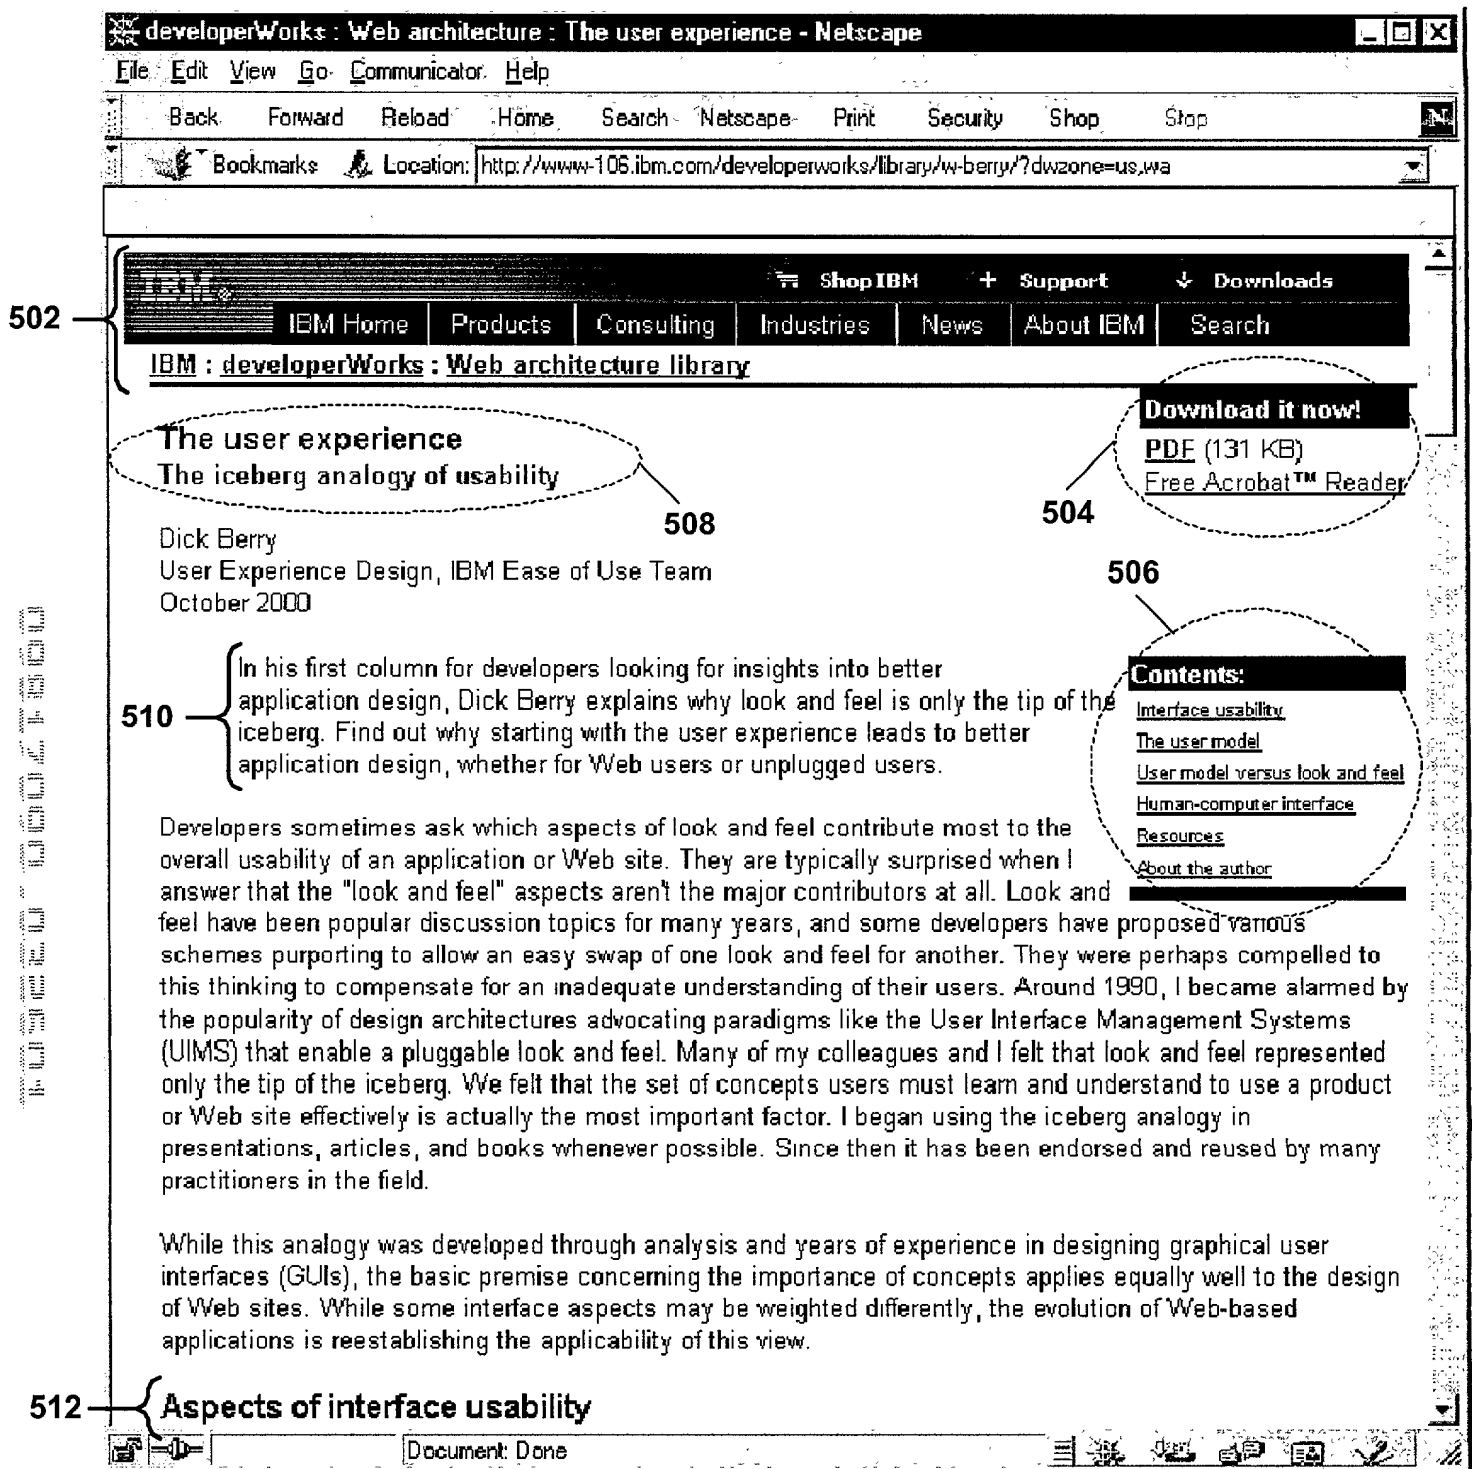 developerWorks : Web architecture : The user experience - Netscape
File Edit View Go Communicator Help
Back Forward Reload Home Search Netscape Print Security Shop Stop
Bookmarks Location: http://www-106.ibm.com/developerworks/library/w-berry/?dwzone=us,wa
IBM® Shop IBM + Support Downloads
502
IBM Home Products Consulting Industries News About IBM Search
IBM : developerWorks : Web architecture library
Download it now!
The user experience
PDF (131 KB)
The iceberg analogy of usability
Free Acrobat™ Reader
508
504
Dick Berry
User Experience Design, IBM Ease of Use Team
506
October 2000
In his first column for developers looking for insights into better
application design, Dick Berry explains why look and feel is only the tip of the
iceberg. Find out why starting with the user experience leads to better
application design, whether for Web users or unplugged users.
510
Contents:
Interface usability
The user model
User model versus look and feel
Human-computer interface
Resources
About the author
Developers sometimes ask which aspects of look and feel contribute most to the
overall usability of an application or Web site. They are typically surprised when I
answer that the "look and feel" aspects aren't the major contributors at all. Look and
feel have been popular discussion topics for many years, and some developers have proposed various
schemes purporting to allow an easy swap of one look and feel for another. They were perhaps compelled to
this thinking to compensate for an inadequate understanding of their users. Around 1990, I became alarmed by
the popularity of design architectures advocating paradigms like the User Interface Management Systems
(UIMS) that enable a pluggable look and feel. Many of my colleagues and I felt that look and feel represented
only the tip of the iceberg. We felt that the set of concepts users must learn and understand to use a product
or Web site effectively is actually the most important factor. I began using the iceberg analogy in
presentations, articles, and books whenever possible. Since then it has been endorsed and reused by many
practitioners in the field.
While this analogy was developed through analysis and years of experience in designing graphical user
interfaces (GUIs), the basic premise concerning the importance of concepts applies equally well to the design
of Web sites. While some interface aspects may be weighted differently, the evolution of Web-based
applications is reestablishing the applicability of this view.
512
Aspects of interface usability
Document: Done